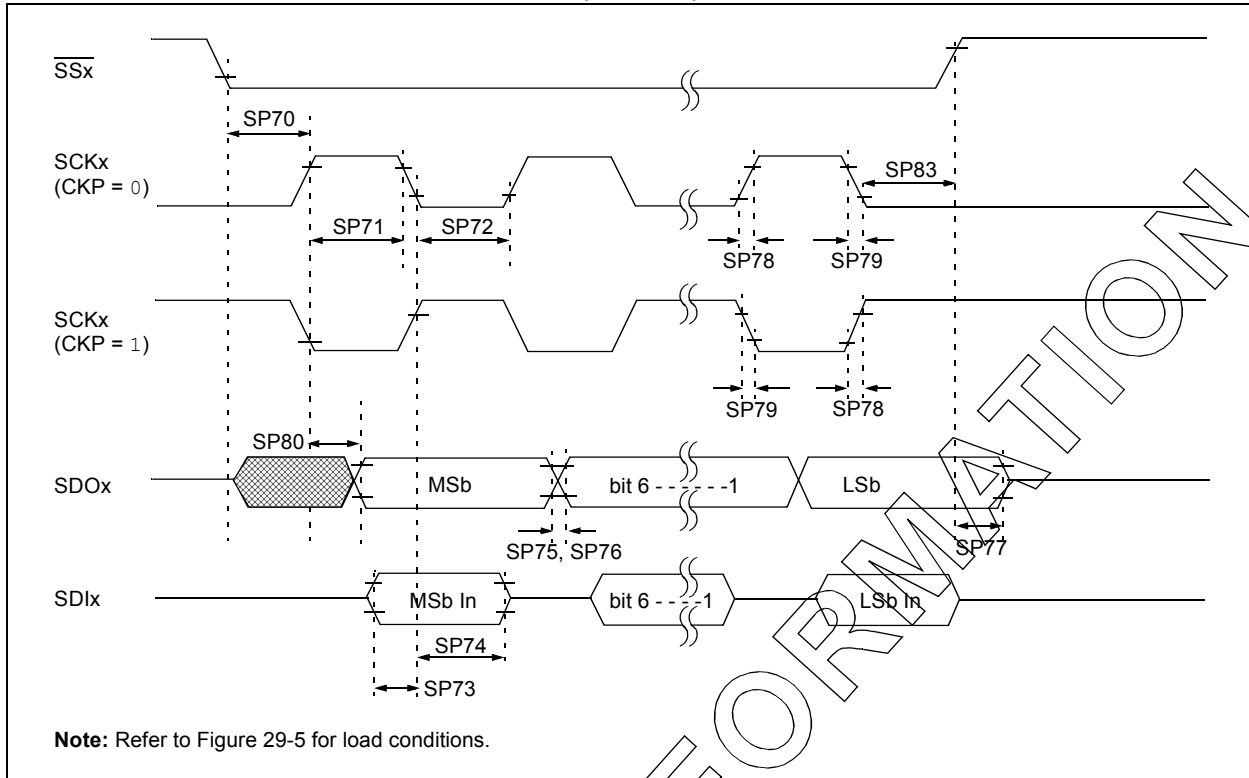 SSx
SP70
SCKx
(CKP = 0)
SP83
SP71
SP72
SP78
SP79
SCKx
(CKP = 1)
SP79
SP78
SP80
SDOx
MSb
bit 6 - - - - - -1
LSb
SP75, SP76
SP77
SDIx
MSb In
bit 6 - - - -1
LSb In
SP74
SP73
Note: Refer to Figure 29-5 for load conditions.
FORMATION